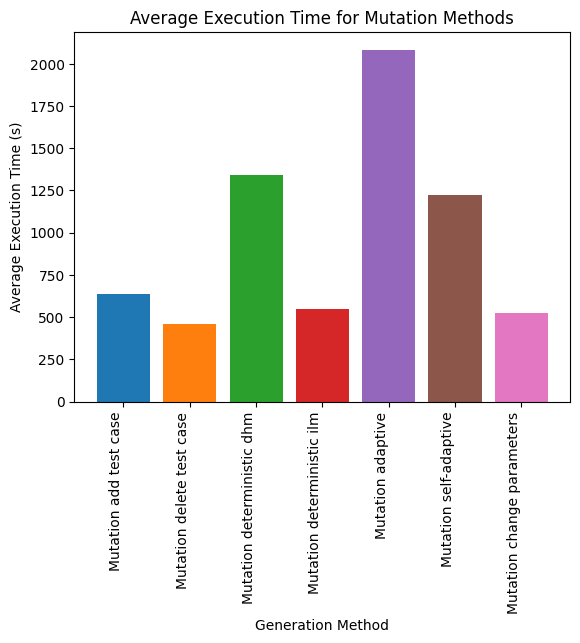 Average Execution Time for Mutation Methods
Average Execution Time (s)
2000
1750
1500
1250
1000
750
500
250
0
Mutation add test case
Mutation delete test case
Mutation deterministic dhm
Mutation deterministic ilm
Mutation adaptive
Mutation self-adaptive
Mutation change parameters
Generation Method